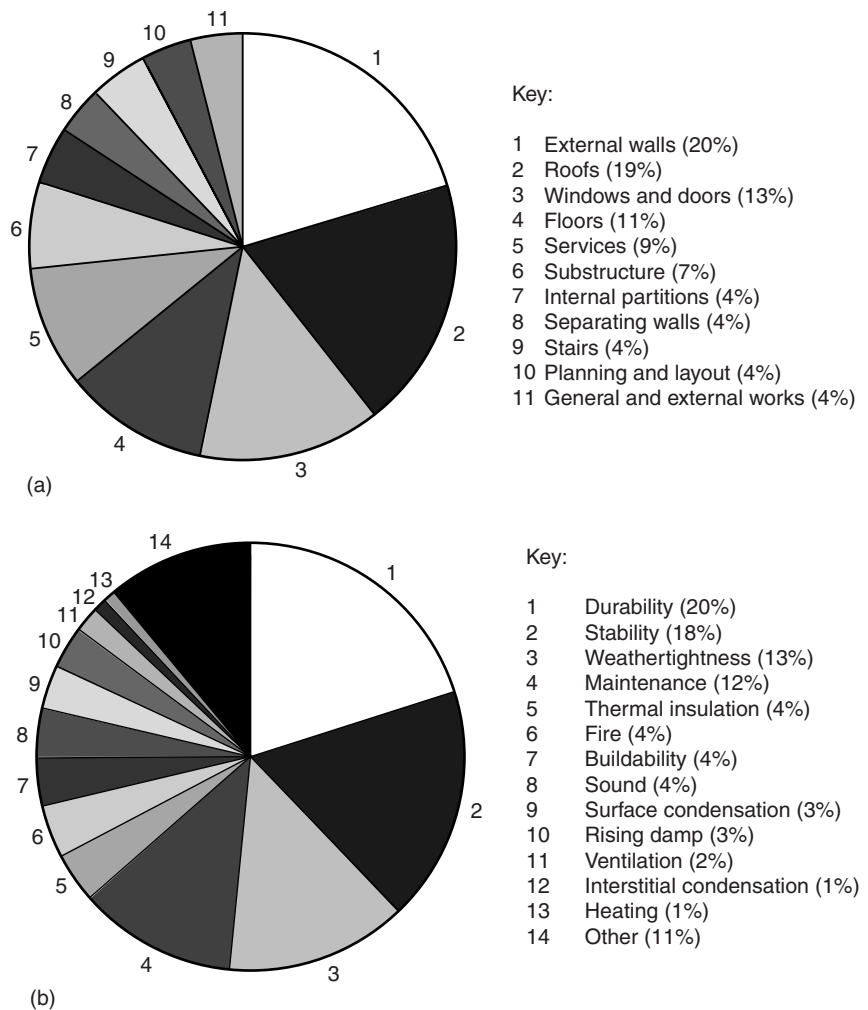 1
2
3
4
5
6
7
8
9
10
11
(a)
Key:
1 External walls (20%)
2 Roofs (19%)
3 Windows and doors (13%)
4 Floors (11%)
5 Services (9%)
6 Substructure (7%)
7 Internal partitions (4%)
8 Separating walls (4%)
9 Stairs (4%)
10 Planning and layout (4%)
11 General and external works (4%)
1
2
3
4
5
6
7
8
9
10
11
12
13
14
(b)
Key:
1 Durability (20%)
2 Stability (18%)
3 Weathertightness (13%)
4 Maintenance (12%)
5 Thermal insulation (4%)
6 Fire (4%)
7 Buildability (4%)
8 Sound (4%)
9 Surface condensation (3%)
10 Rising damp (3%)
11 Ventilation (2%)
12 Interstitial condensation (1%)
13 Heating (1%)
14 Other (11%)